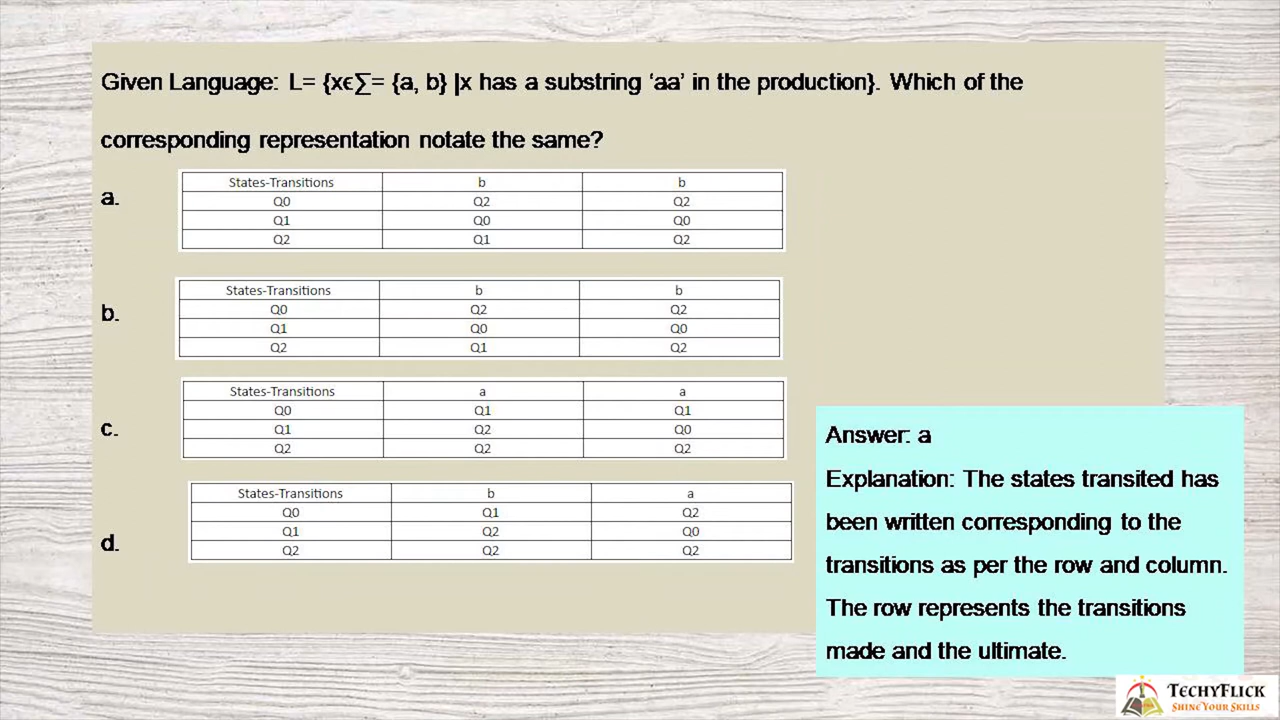 Given Language: L= {xϵ∑= {a, b} |x has a substring ‘aa’ in the production}. Which of the
corresponding representation notate the same?
a.
States-Transitions b b
Q0 Q2 Q2
Q1 Q0 Q0
Q2 Q1 Q2
b.
States-Transitions b b
Q0 Q2 Q2
Q1 Q0 Q0
Q2 Q1 Q2
c.
States-Transitions a a
Q0 Q1 Q1
Q1 Q2 Q0
Q2 Q2 Q2
d.
States-Transitions b a
Q0 Q1 Q2
Q1 Q2 Q0
Q2 Q2 Q2
Answer: a
Explanation: The states transited has
been written corresponding to the
transitions as per the row and column.
The row represents the transitions
made and the ultimate.
TECHYFLICK
SHINE YOUR SKILLS